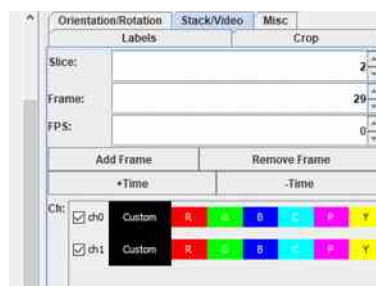 Orientation/Rotation Stack/Video Misc
Labels Crop
Slice: 2
Frame: 29
FPS: 0
Add Frame Remove Frame
+Time -Time
Ch: ch0 Custom R G B C P Y
ch1 Custom R G B C P Y